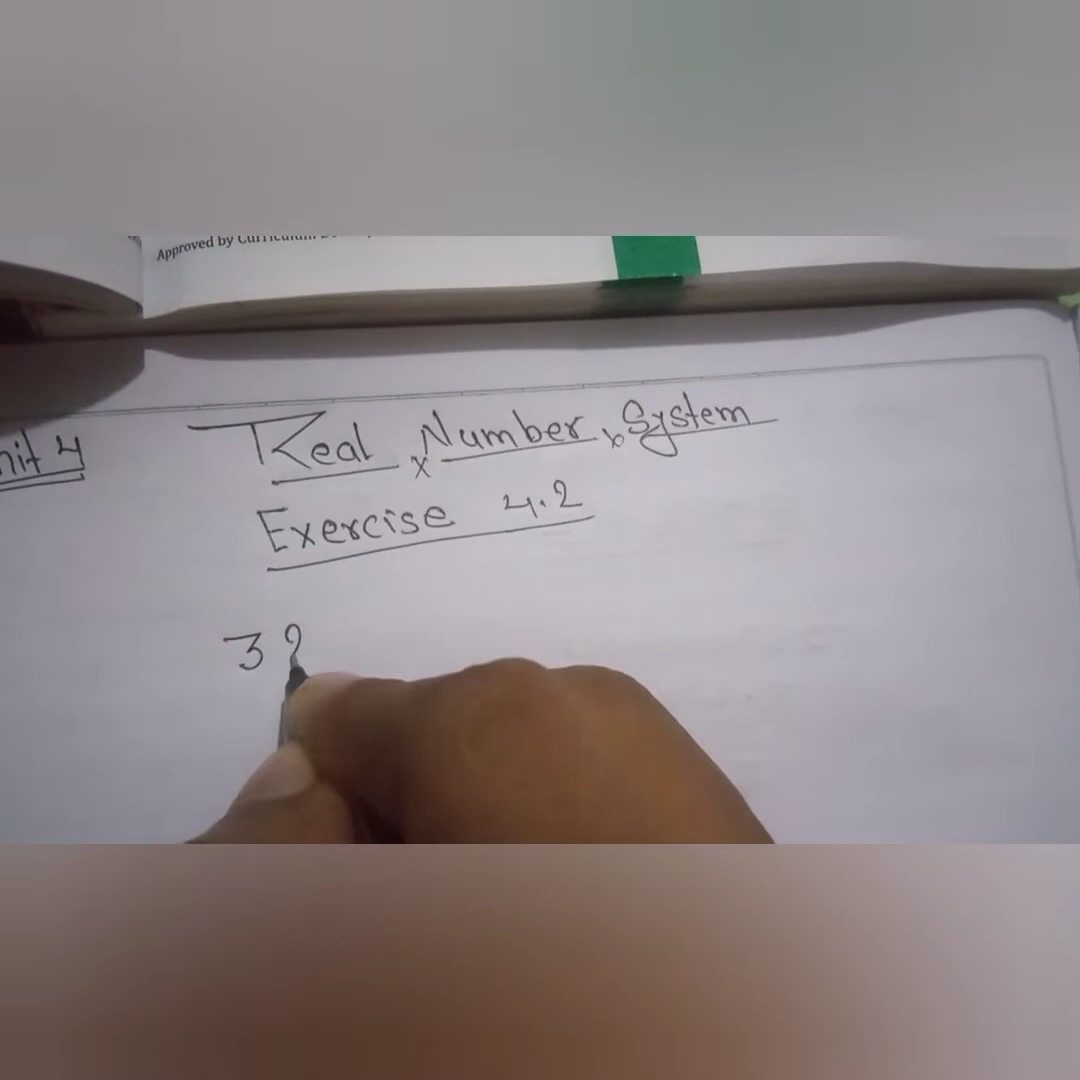 Approved by
nit 4
Real Number System
Exercise 4.2
3